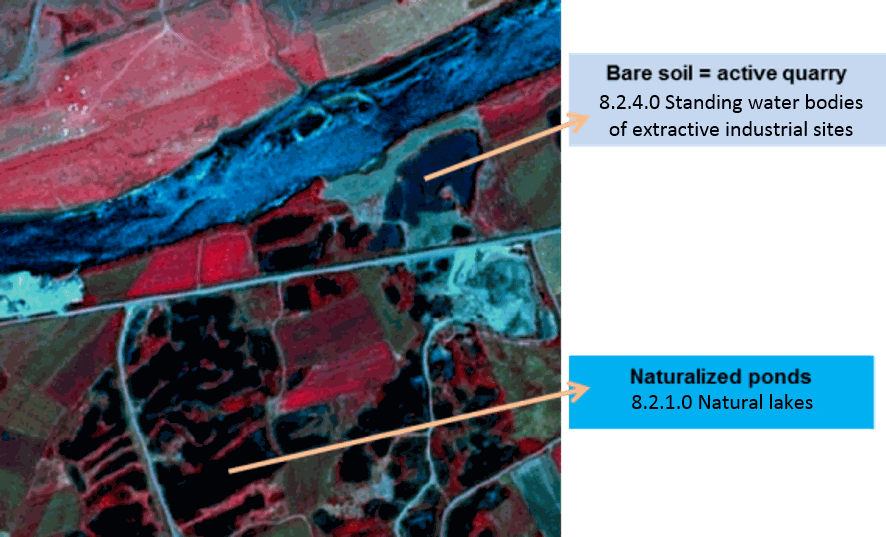 Bare soil = active quarry
8.2.4.0 Standing water bodies
of extractive industrial sites
Naturalized ponds
8.2.1.0 Natural lakes